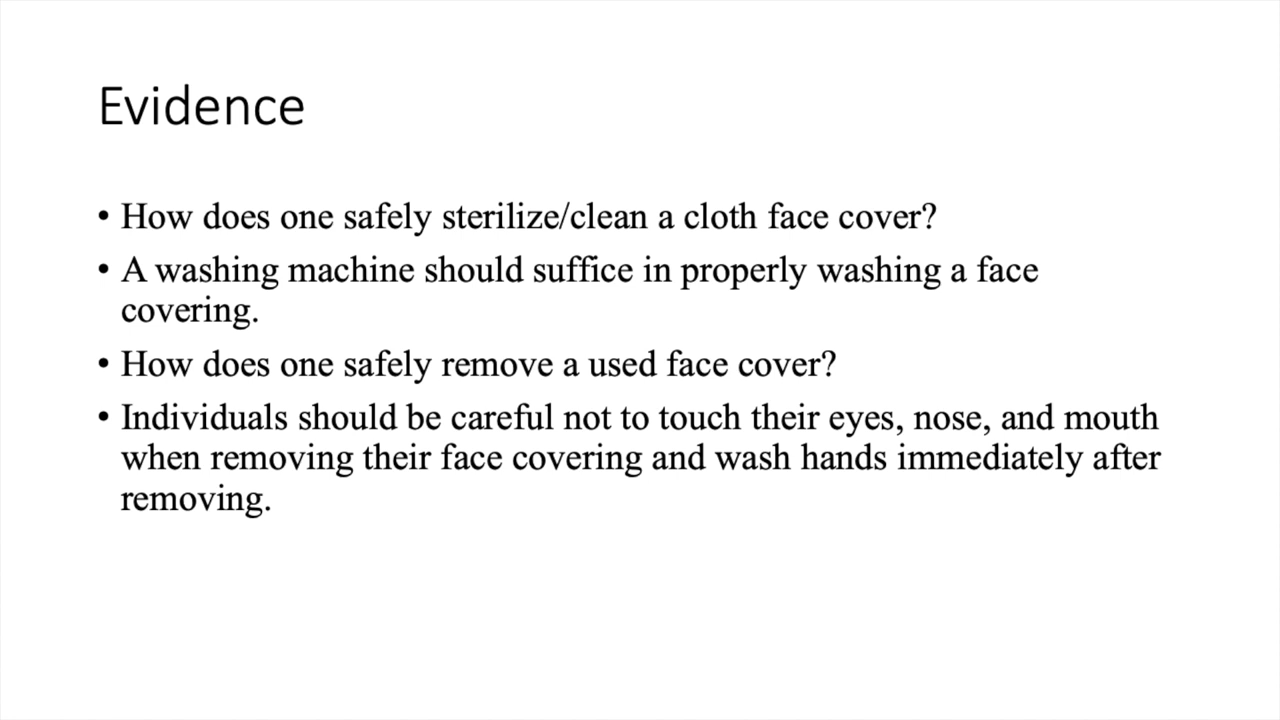 Evidence
• How does one safely sterilize/clean a cloth face cover?
• A washing machine should suffice in properly washing a face
covering.
• How does one safely remove a used face cover?
• Individuals should be careful not to touch their eyes, nose, and mouth
when removing their face covering and wash hands immediately after
removing.